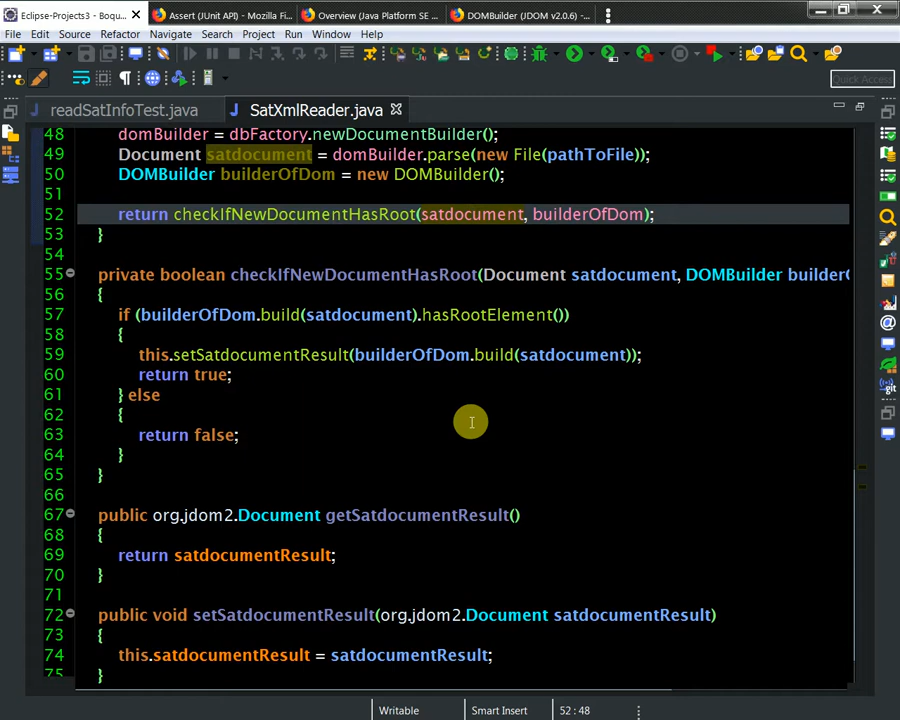 Eclipse-Projects3 - Boqu...
Assert (JUnit API) - Mozilla Fi...
Overview (Java Platform SE ...
DOMBuilder (JDOM v2.0.6) - ...
File Edit Source Refactor Navigate Search Project Run Window Help
Quick Access
readSatInfoTest.java
SatXmlReader.java
48 domBuilder = dbFactory.newDocumentBuilder();
49 Document satdocument = domBuilder.parse(new File(pathToFile));
50 DOMBuilder builderOfDom = new DOMBuilder();
51
52 return checkIfNewDocumentHasRoot(satdocument, builderOfDom);
53 }
54
55 private boolean checkIfNewDocumentHasRoot(Document satdocument, DOMBuilder builderO
56 {
57 if (builderOfDom.build(satdocument).hasRootElement())
58 {
59 this.setSatdocumentResult(builderOfDom.build(satdocument));
60 return true;
61 } else
62 {
63 return false;
64 }
65 }
66
67 public org.jdom2.Document getSatdocumentResult()
68 {
69 return satdocumentResult;
70 }
71
72 public void setSatdocumentResult(org.jdom2.Document satdocumentResult)
73 {
74 this.satdocumentResult = satdocumentResult;
75 }
Writable Smart Insert 52 : 48